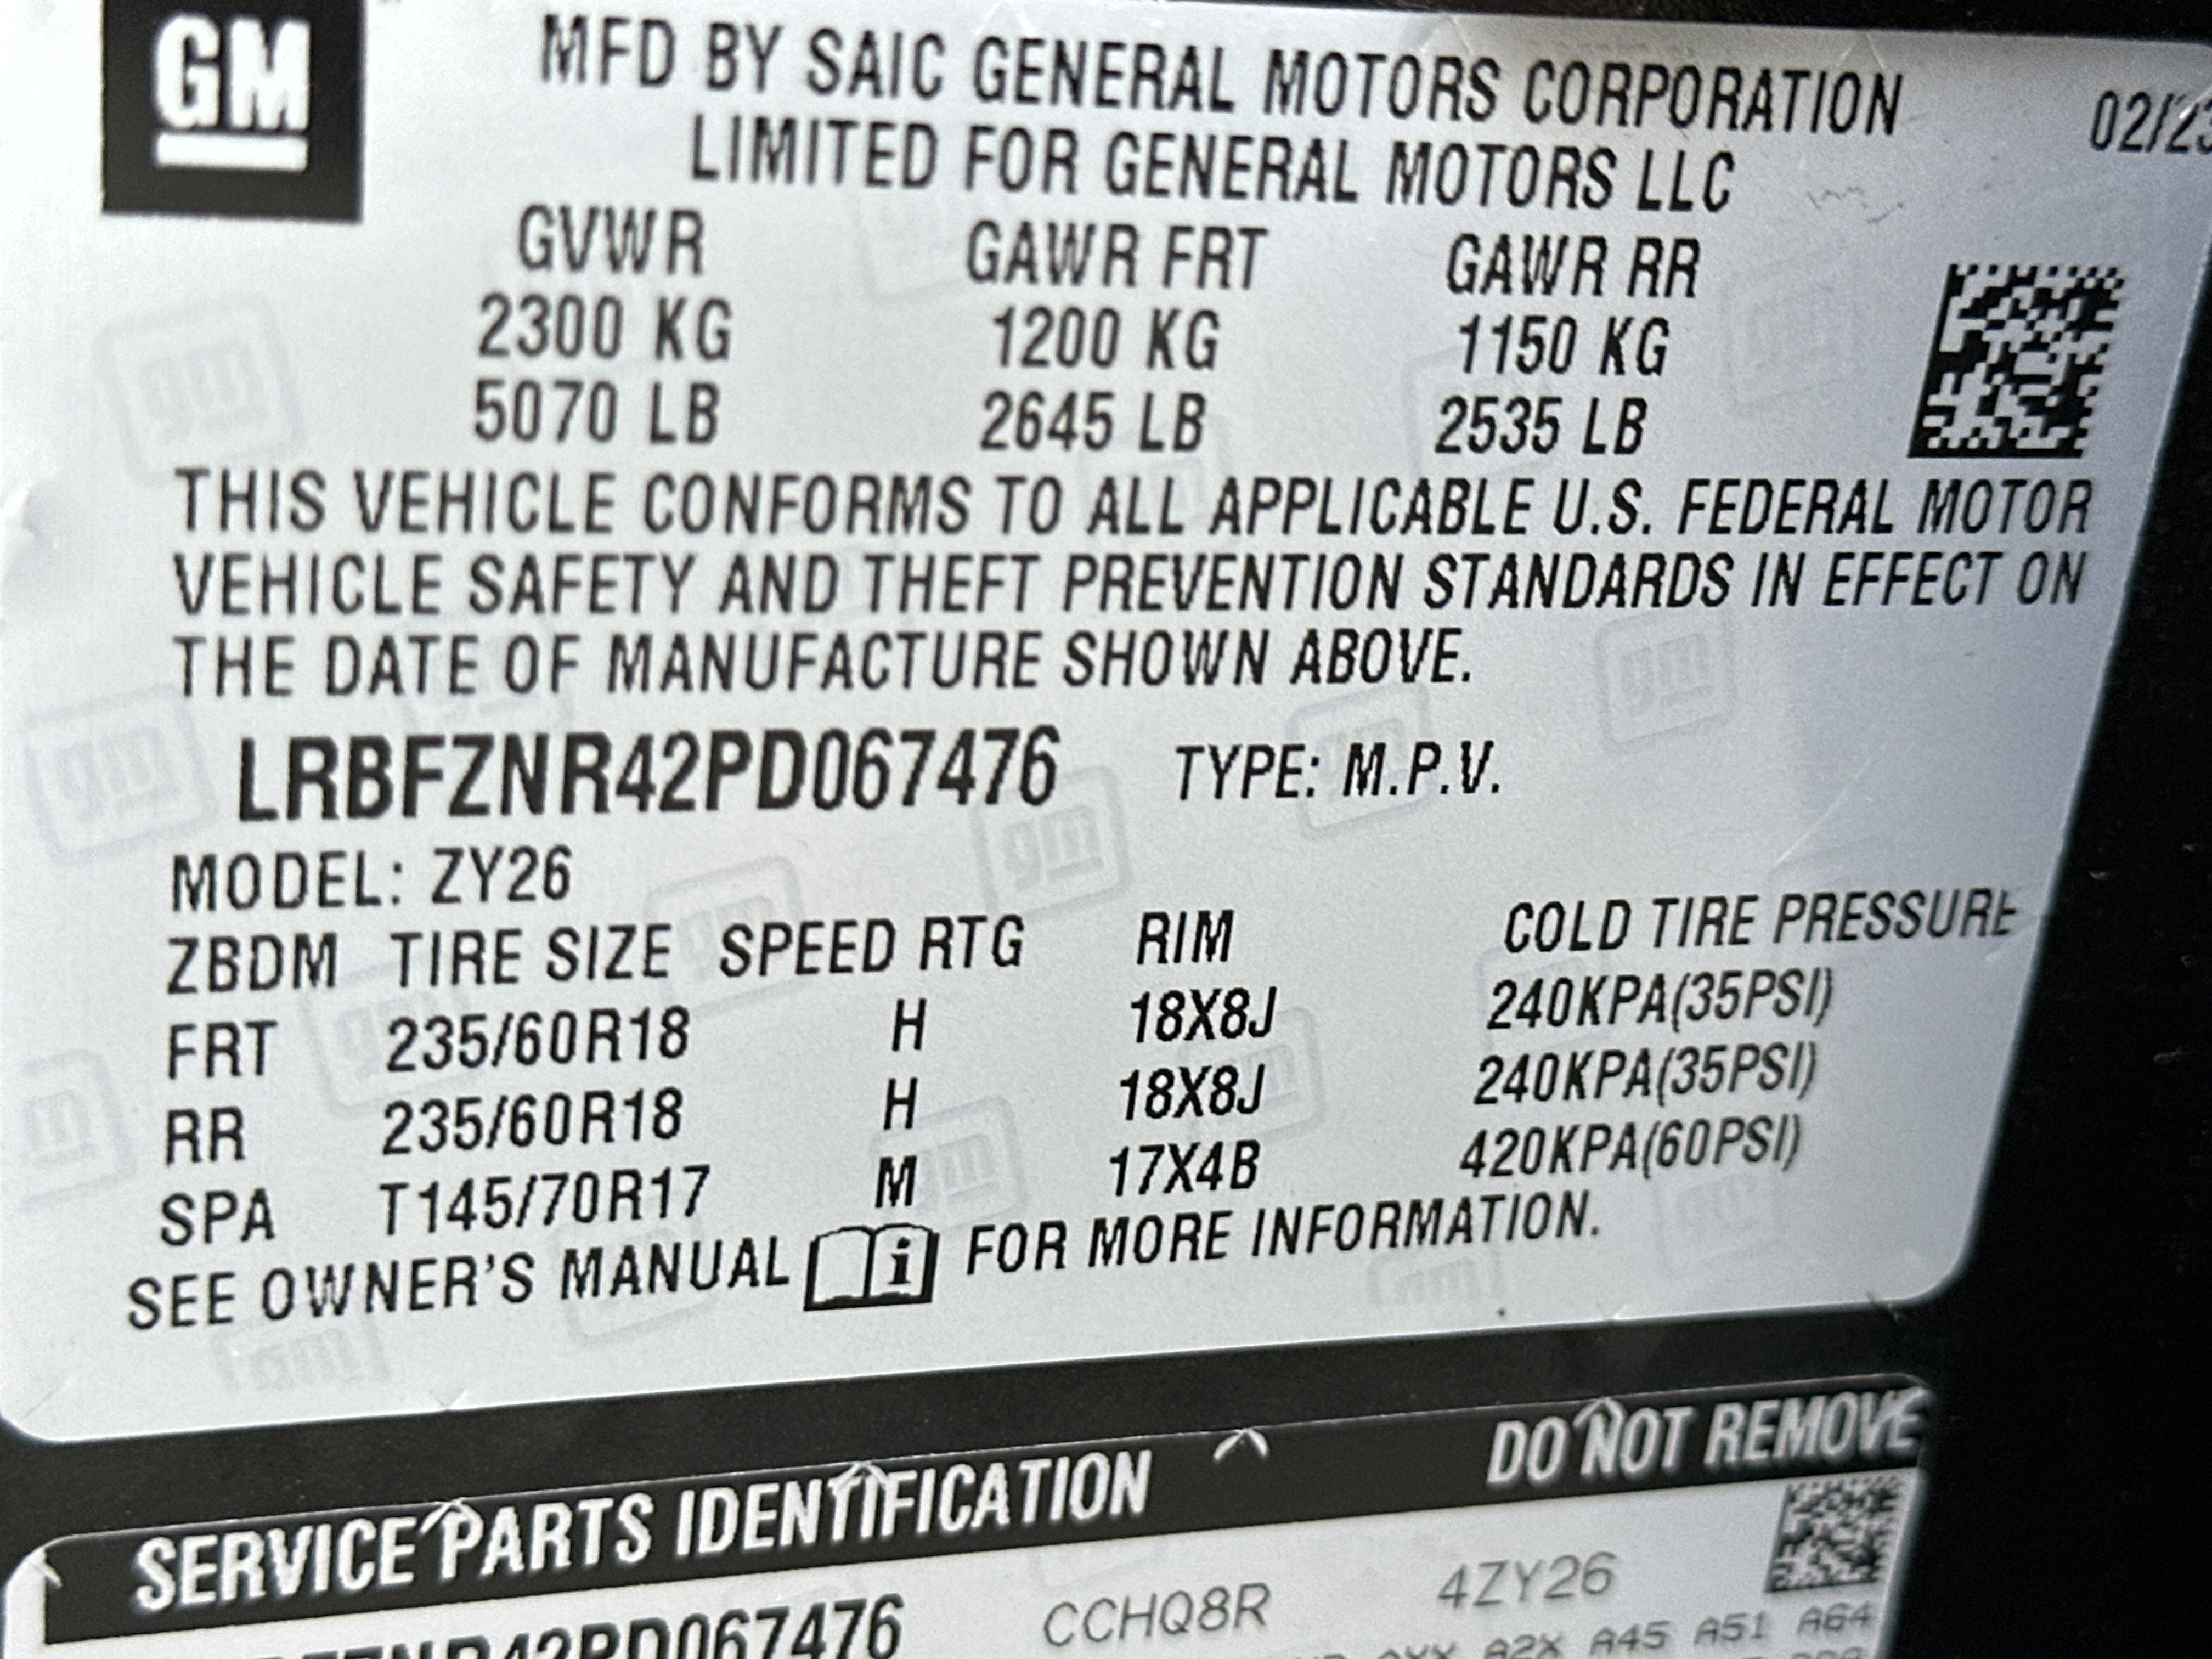 GM
MFD BY SAIC GENERAL MOTORS CORPORATION
02/23
LIMITED FOR GENERAL MOTORS LLC
GVWR GAWR FRT GAWR RR
2300 KG 1200 KG 1150 KG
5070 LB 2645 LB 2535 LB
THIS VEHICLE CONFORMS TO ALL APPLICABLE U.S. FEDERAL MOTOR
VEHICLE SAFETY AND THEFT PREVENTION STANDARDS IN EFFECT ON
THE DATE OF MANUFACTURE SHOWN ABOVE.
LRBFZNR42PD067476 TYPE: M.P.V.
MODEL: ZY26
ZBDM TIRE SIZE SPEED RTG RIM COLD TIRE PRESSURE
FRT 235/60R18 H 18X8J 240KPA(35PSI)
RR 235/60R18 H 18X8J 240KPA(35PSI)
SPA T145/70R17 M 17X4B 420KPA(60PSI)
SEE OWNER'S MANUAL i FOR MORE INFORMATION.
SERVICE PARTS IDENTIFICATION DO NOT REMOVE
CCHQ8R 4ZY26
A2X A45 A51 A64